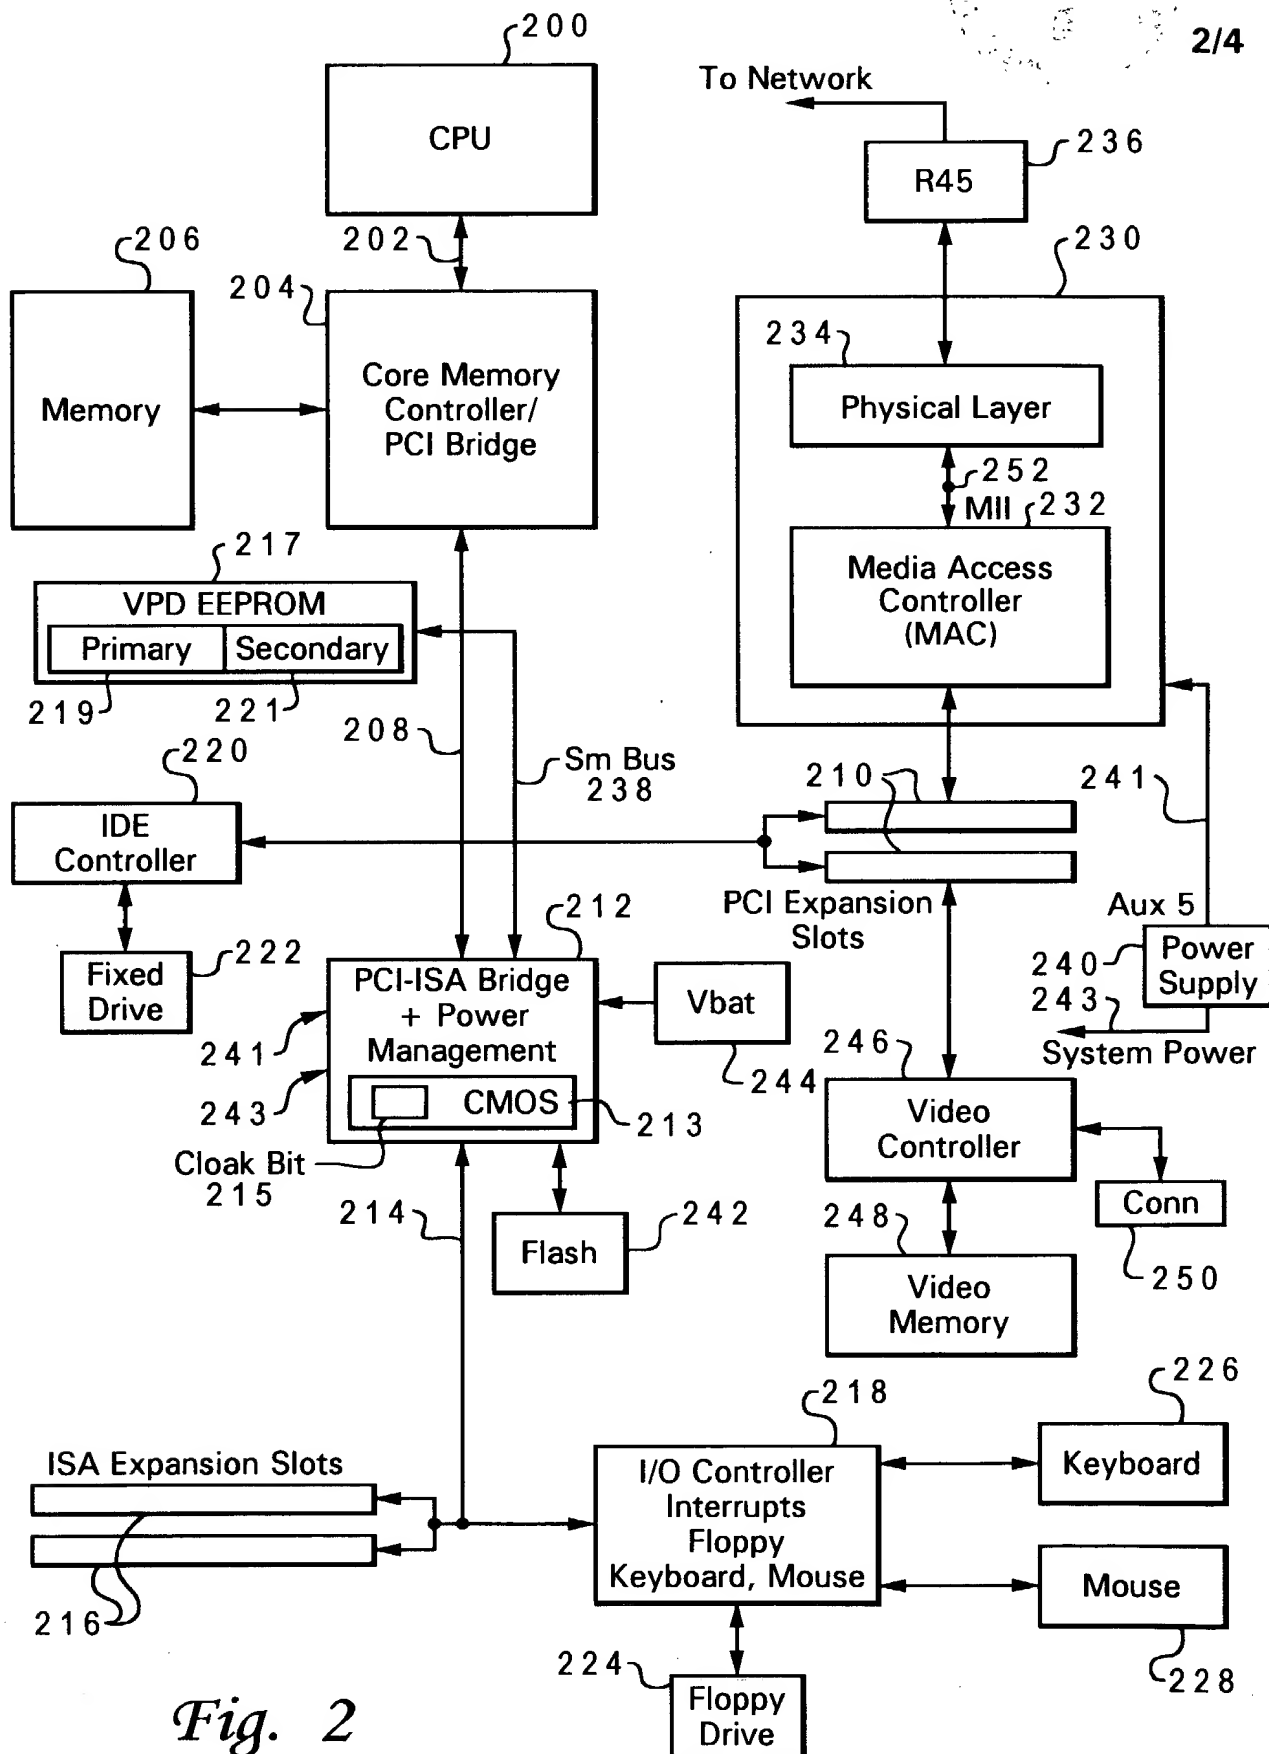 2/4
200
CPU
To Network
236
R45
202
206
204
230
Memory
Core Memory
Controller/
PCI Bridge
234
Physical Layer
252
MII
232
Media Access
Controller
(MAC)
217
VPD EEPROM
Primary
Secondary
219
221
208
Sm Bus
238
220
IDE
Controller
210
241
PCI Expansion
Slots
Aux 5
240
Power
Supply
243
System Power
222
Fixed
Drive
212
PCI-ISA Bridge
+ Power
Management
Vbat
244
241
243
CMOS
213
Cloak Bit
215
246
Video
Controller
Conn
250
214
242
Flash
248
Video
Memory
218
226
ISA Expansion Slots
I/O Controller
Interrupts
Floppy
Keyboard, Mouse
Keyboard
Mouse
216
228
224
Floppy
Drive
Fig. 2